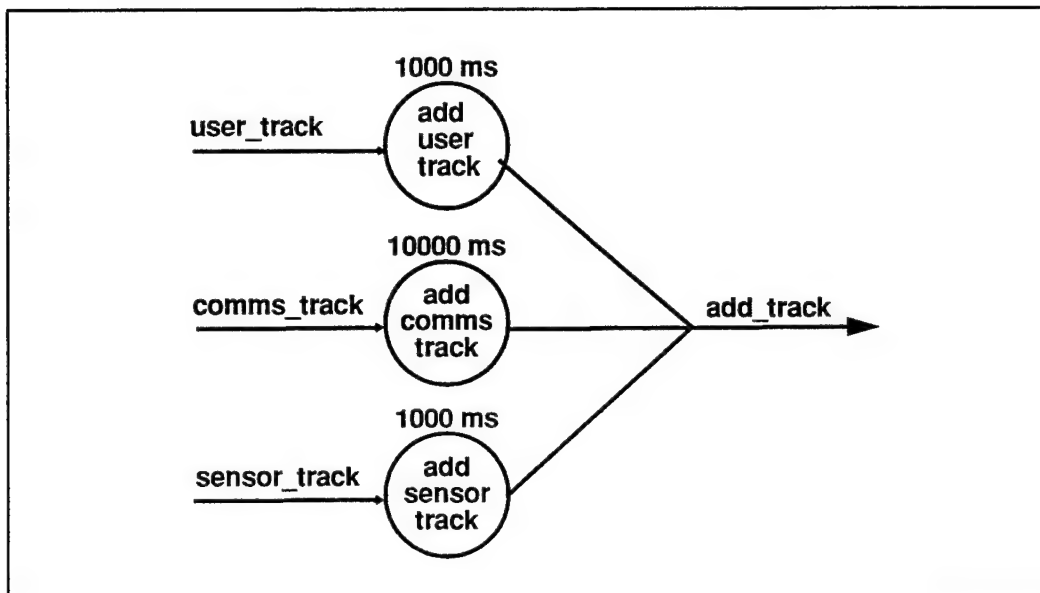 1000 ms
user_track
add
user
track
10000 ms
comms_track
add
comms
track
add_track
1000 ms
sensor_track
add
sensor
track